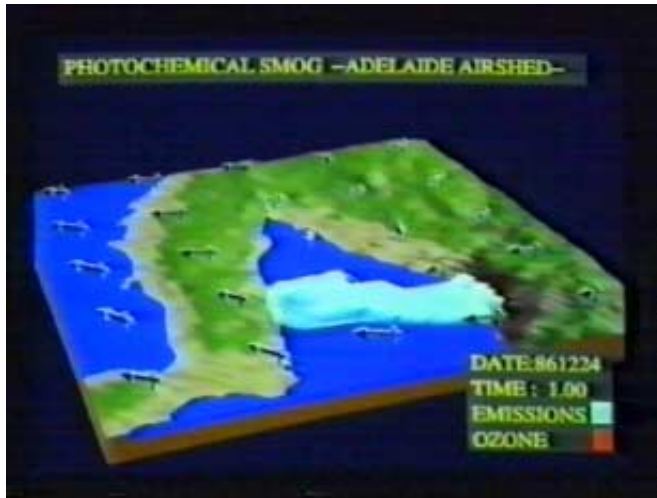 PHOTOCHEMICAL SMOG –ADELAIDE AIRSHED–
DATE:861224
TIME : 1.00
EMISSIONS
OZONE